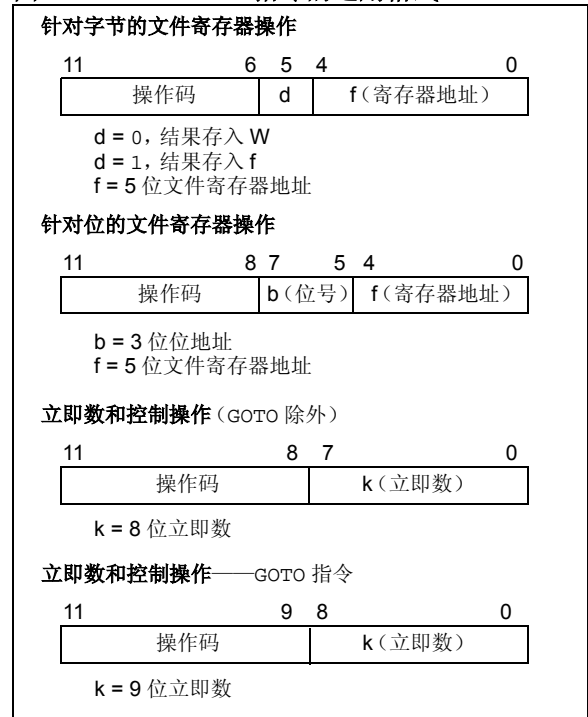 针对字节的文件寄存器操作
11 6 5 4 0
操作码 d f（寄存器地址）
d = 0，结果存入 W
d = 1，结果存入 f
f = 5 位文件寄存器地址
针对位的文件寄存器操作
11 8 7 5 4 0
操作码 b（位号） f（寄存器地址）
b = 3 位位地址
f = 5 位文件寄存器地址
立即数和控制操作（GOTO 除外）
11 8 7 0
操作码 k（立即数）
k = 8 位立即数
立即数和控制操作——GOTO 指令
11 9 8 0
操作码 k（立即数）
k = 9 位立即数